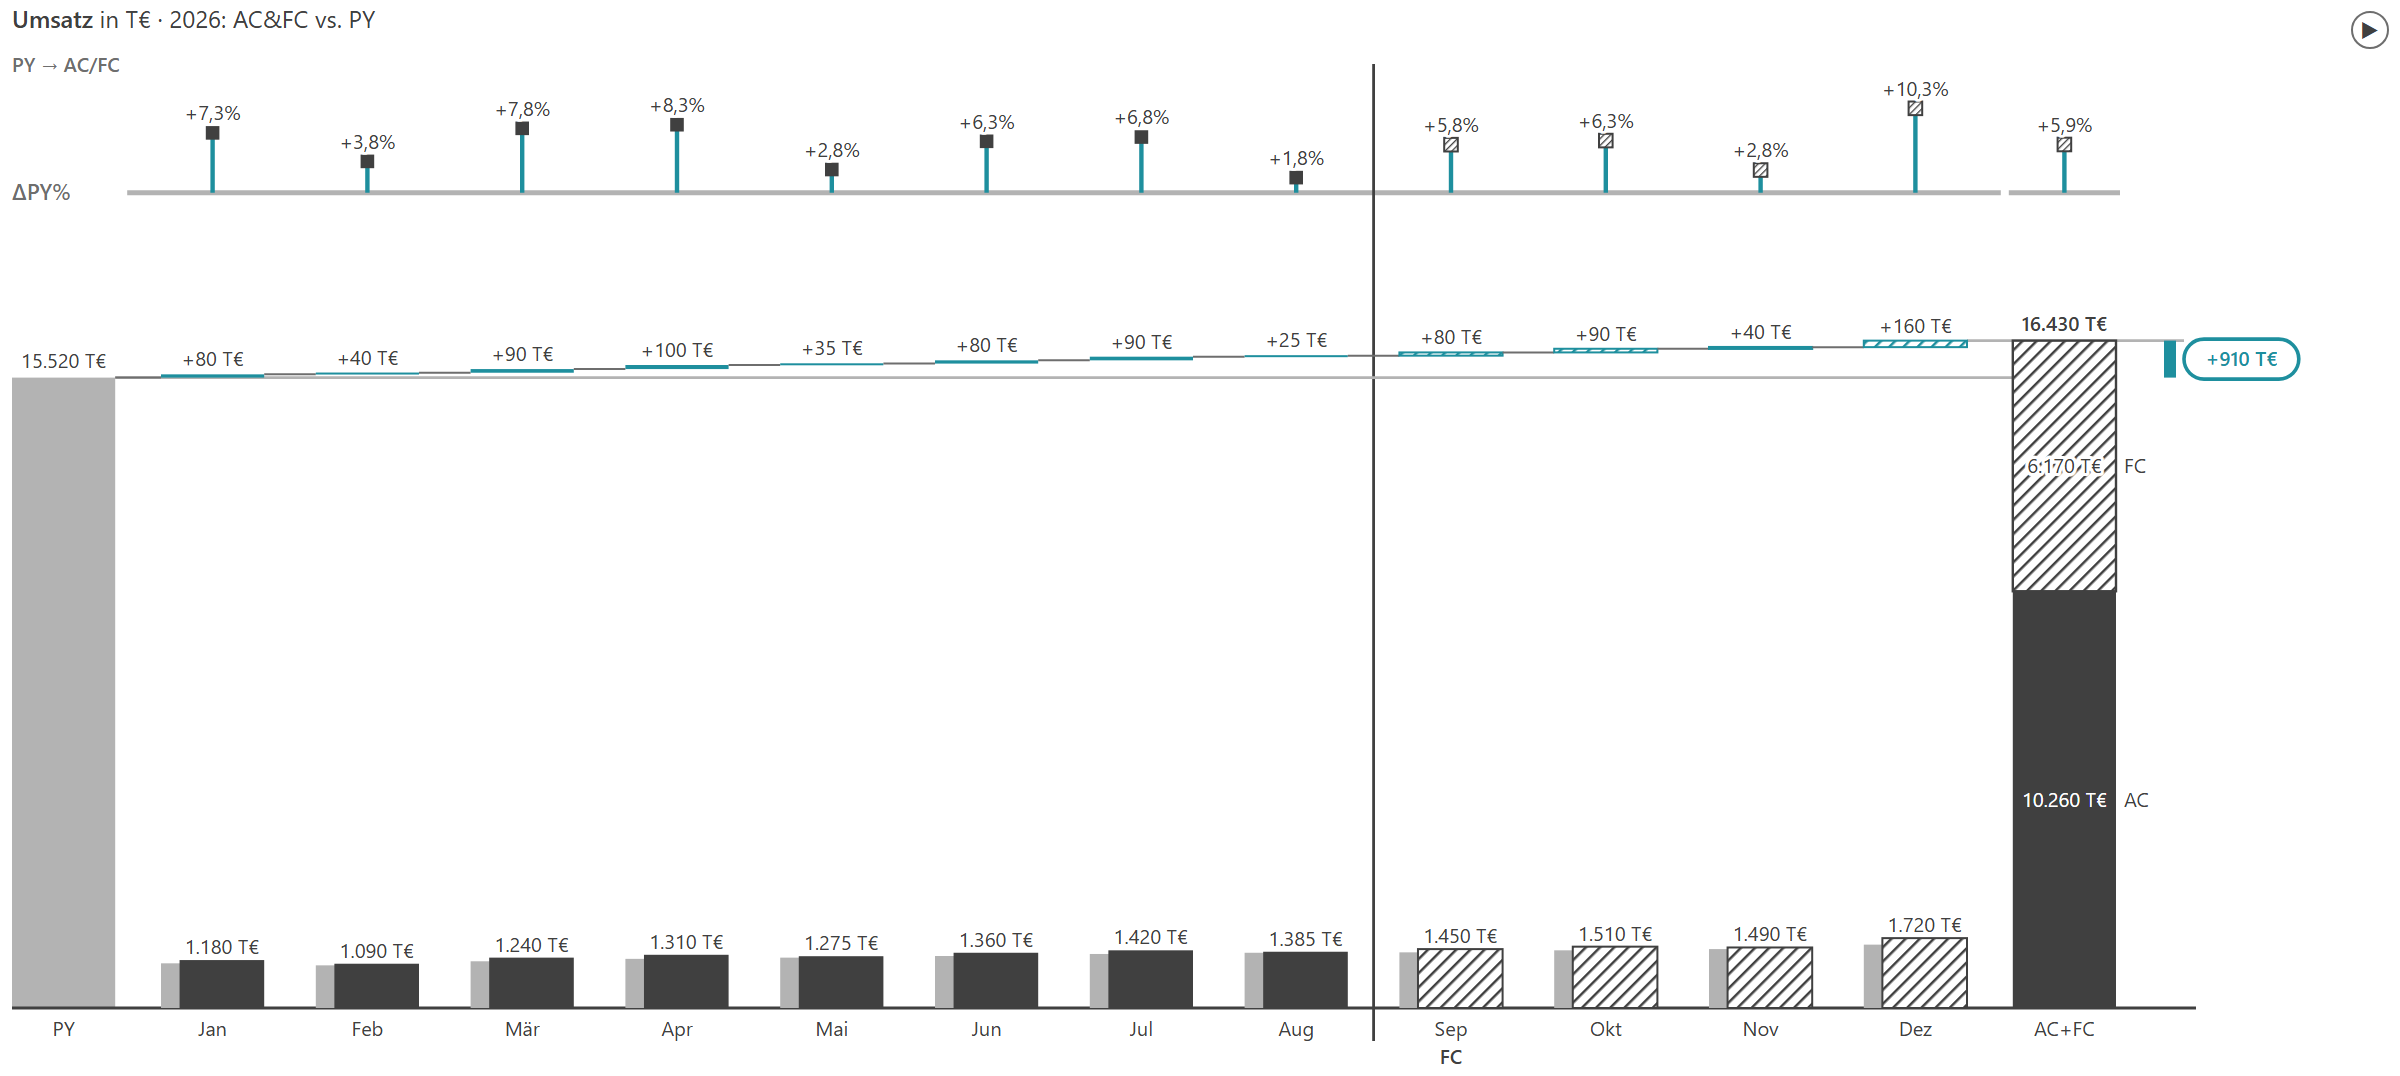 Umsatz in T€ · 2026: AC&FC vs. PY
PY → AC/FC
+7,3% +3,8% +7,8% +8,3% +2,8% +6,3% +6,8% +1,8% +5,8% +6,3% +2,8% +10,3% +5,9%
ΔPY%
15.520 T€ +80 T€ +40 T€ +90 T€ +100 T€ +35 T€ +80 T€ +90 T€ +25 T€ +80 T€ +90 T€ +40 T€ +160 T€ 16.430 T€ +910 T€
6.170 T€ FC
10.260 T€ AC
1.180 T€ 1.090 T€ 1.240 T€ 1.310 T€ 1.275 T€ 1.360 T€ 1.420 T€ 1.385 T€ 1.450 T€ 1.510 T€ 1.490 T€ 1.720 T€
PY Jan Feb Mär Apr Mai Jun Jul Aug Sep Okt Nov Dez AC+FC
FC